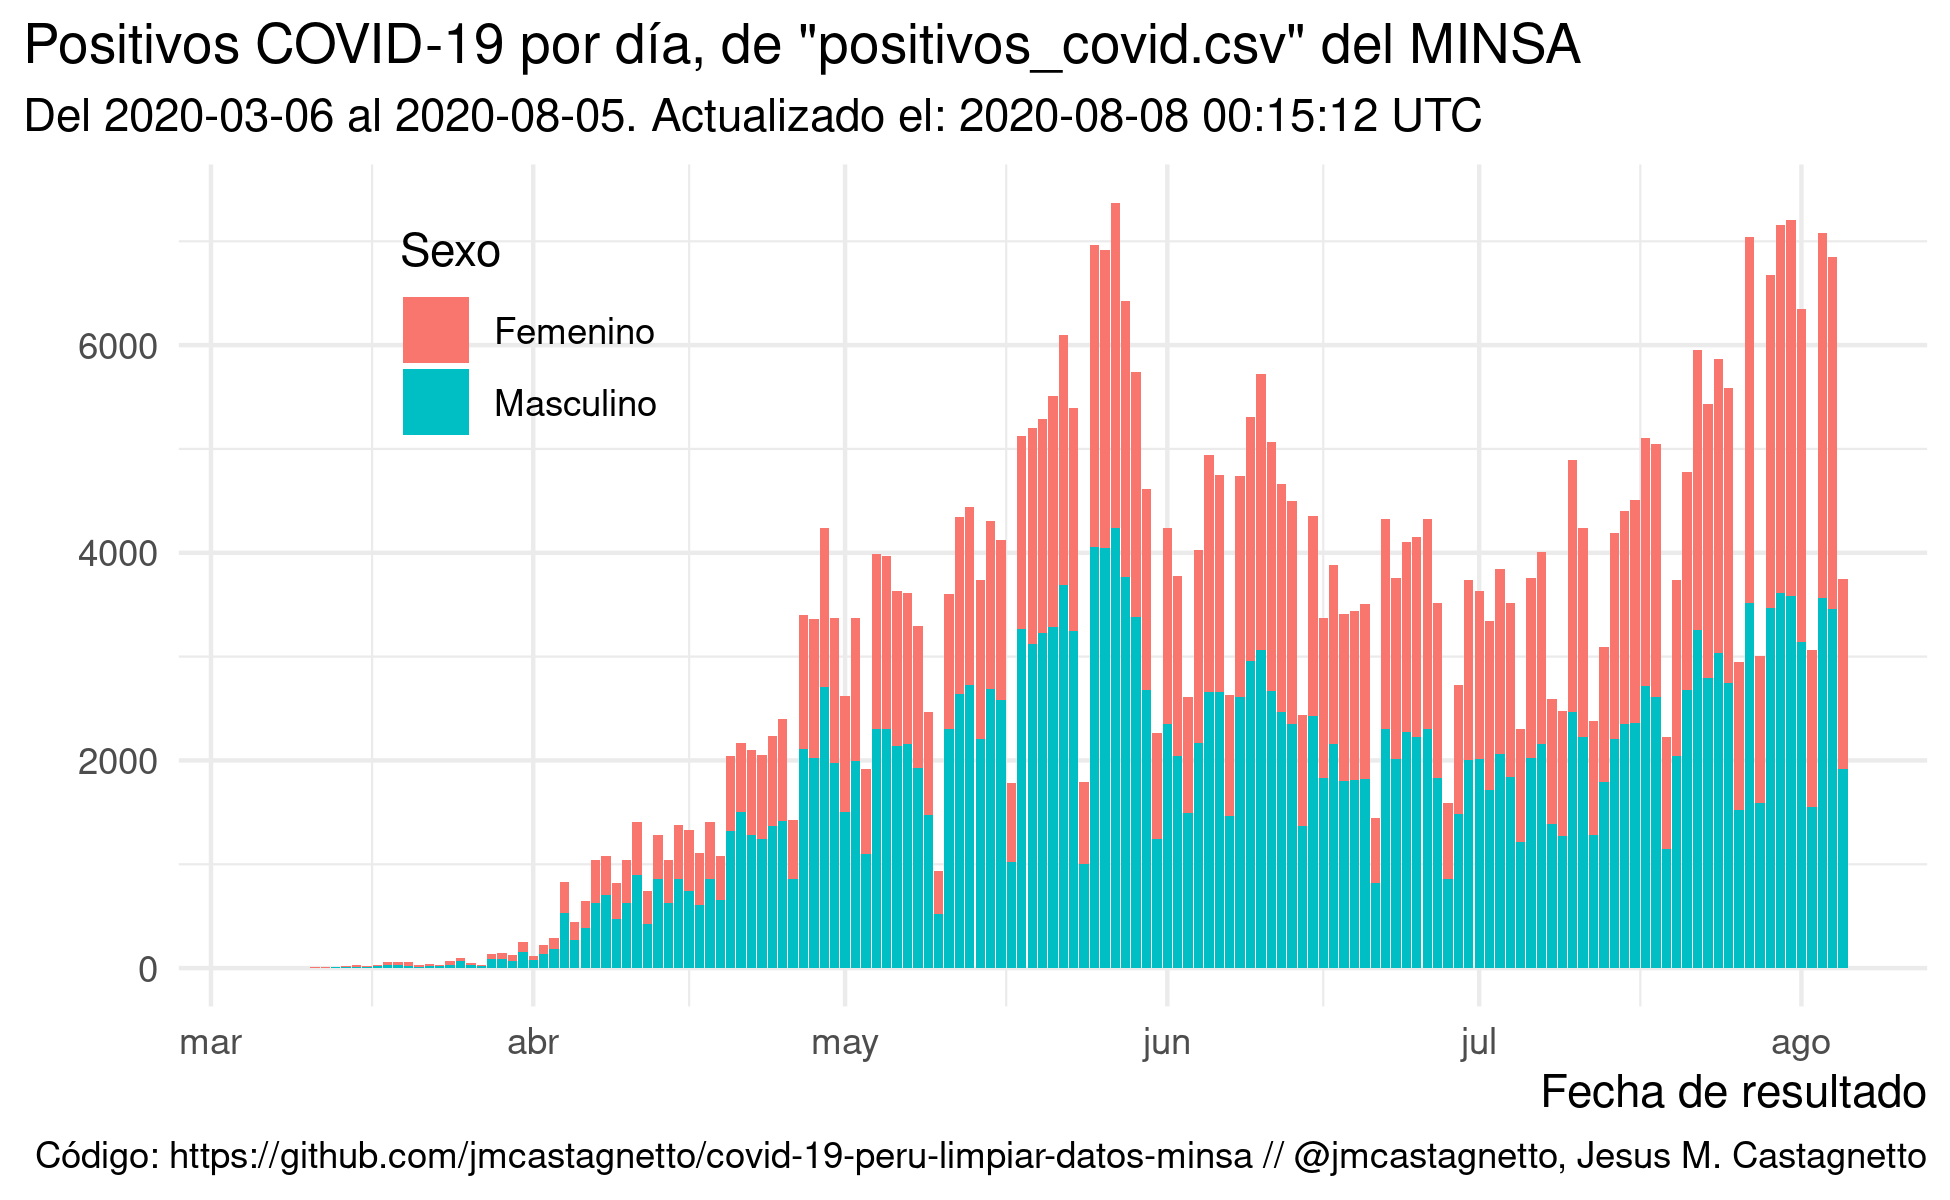 Positivos COVID-19 por día, de "positivos_covid.csv" del MINSA
Del 2020-03-06 al 2020-08-05. Actualizado el: 2020-08-08 00:15:12 UTC
Sexo
Femenino
Masculino
6000
4000
2000
0
mar abr may jun jul ago
Fecha de resultado
Código: https://github.com/jmcastagnetto/covid-19-peru-limpiar-datos-minsa // @jmcastagnetto, Jesus M. Castagnetto